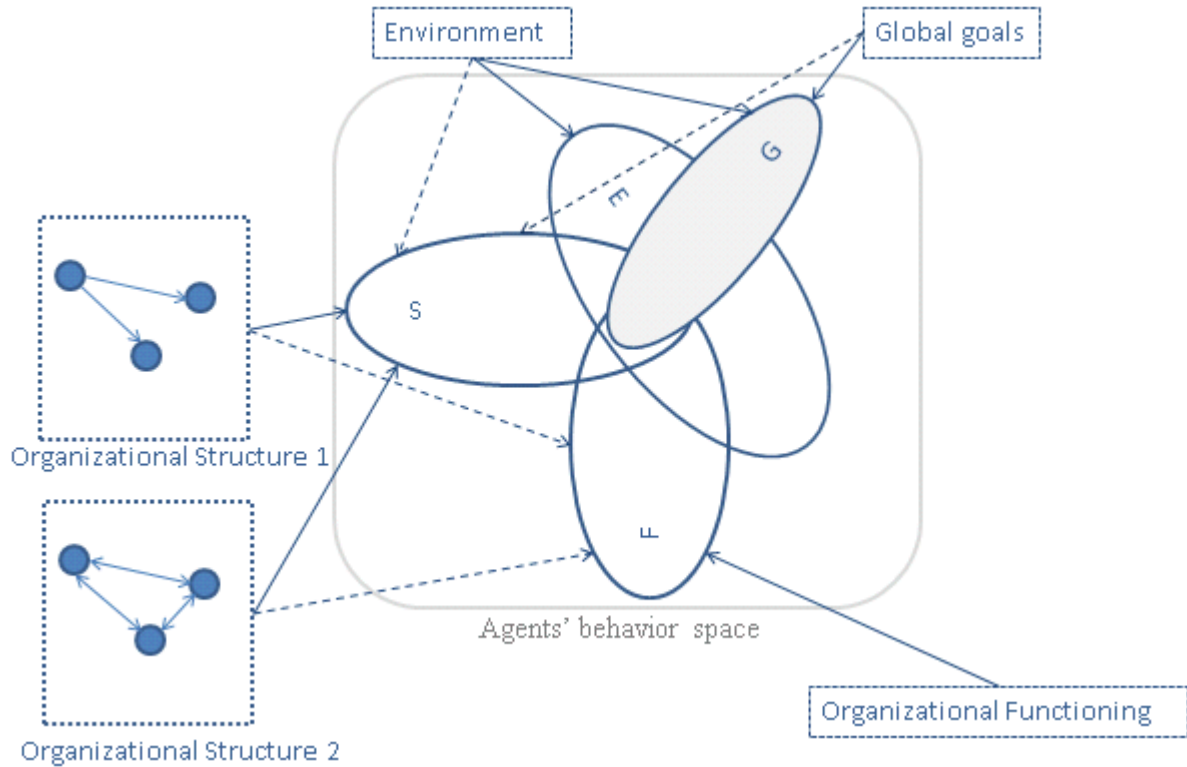 Environment
Global goals
G
E
S
Organizational Structure 1
F
Agents' behavior space
Organizational Functioning
Organizational Structure 2